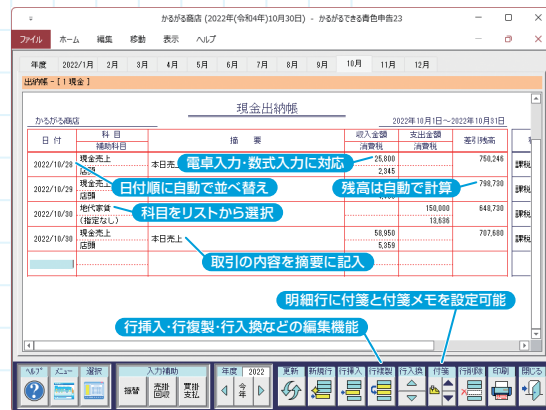 かるがる商店 (2022年(令和4年)10月30日) - かるがるできる青色申告23
ファイル ホーム 編集 移動 表示 ヘルプ
年度 2022/1月 2月 3月 4月 5月 6月 7月 8月 9月 10月 11月 12月
出納帳 - [ 1 現金 ]
現金出納帳
かるがる商店 2022年10月1日～2022年10月31日
日 付 科 目 摘 要 収入金額 支出金額 差引残高
補助科目 消費税 消費税
2022/10/28 現金売上 本日売上 25,800 750,246 課税
店頭 2,345
電卓入力・数式入力に対応
2022/10/29 現金売上 798,730 課税
店頭
日付順に自動で並べ替え
残高は自動で計算
2022/10/30 地代家賃 150,000 648,730 課税
(指定なし) 13,636
科目をリストから選択
2022/10/30 現金売上 本日売上 58,950 707,680 課税
店頭 5,359
取引の内容を摘要に記入
明細行に付箋と付箋メモを設定可能
行挿入・行複製・行入換などの編集機能
ヘルプ メニュー 選択 入力補助 年度 2022 更新 新規行 行挿入 行複製 行入換 付箋 行削除 印刷 閉じる
振替 売掛回収 買掛支払 今年